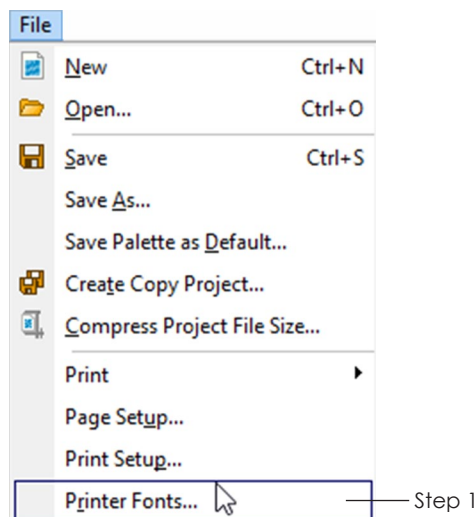 File
New Ctrl+N
Open... Ctrl+O
Save Ctrl+S
Save As...
Save Palette as Default...
Create Copy Project...
Compress Project File Size...
Print
Page Setup...
Print Setup...
Printer Fonts... Step 1